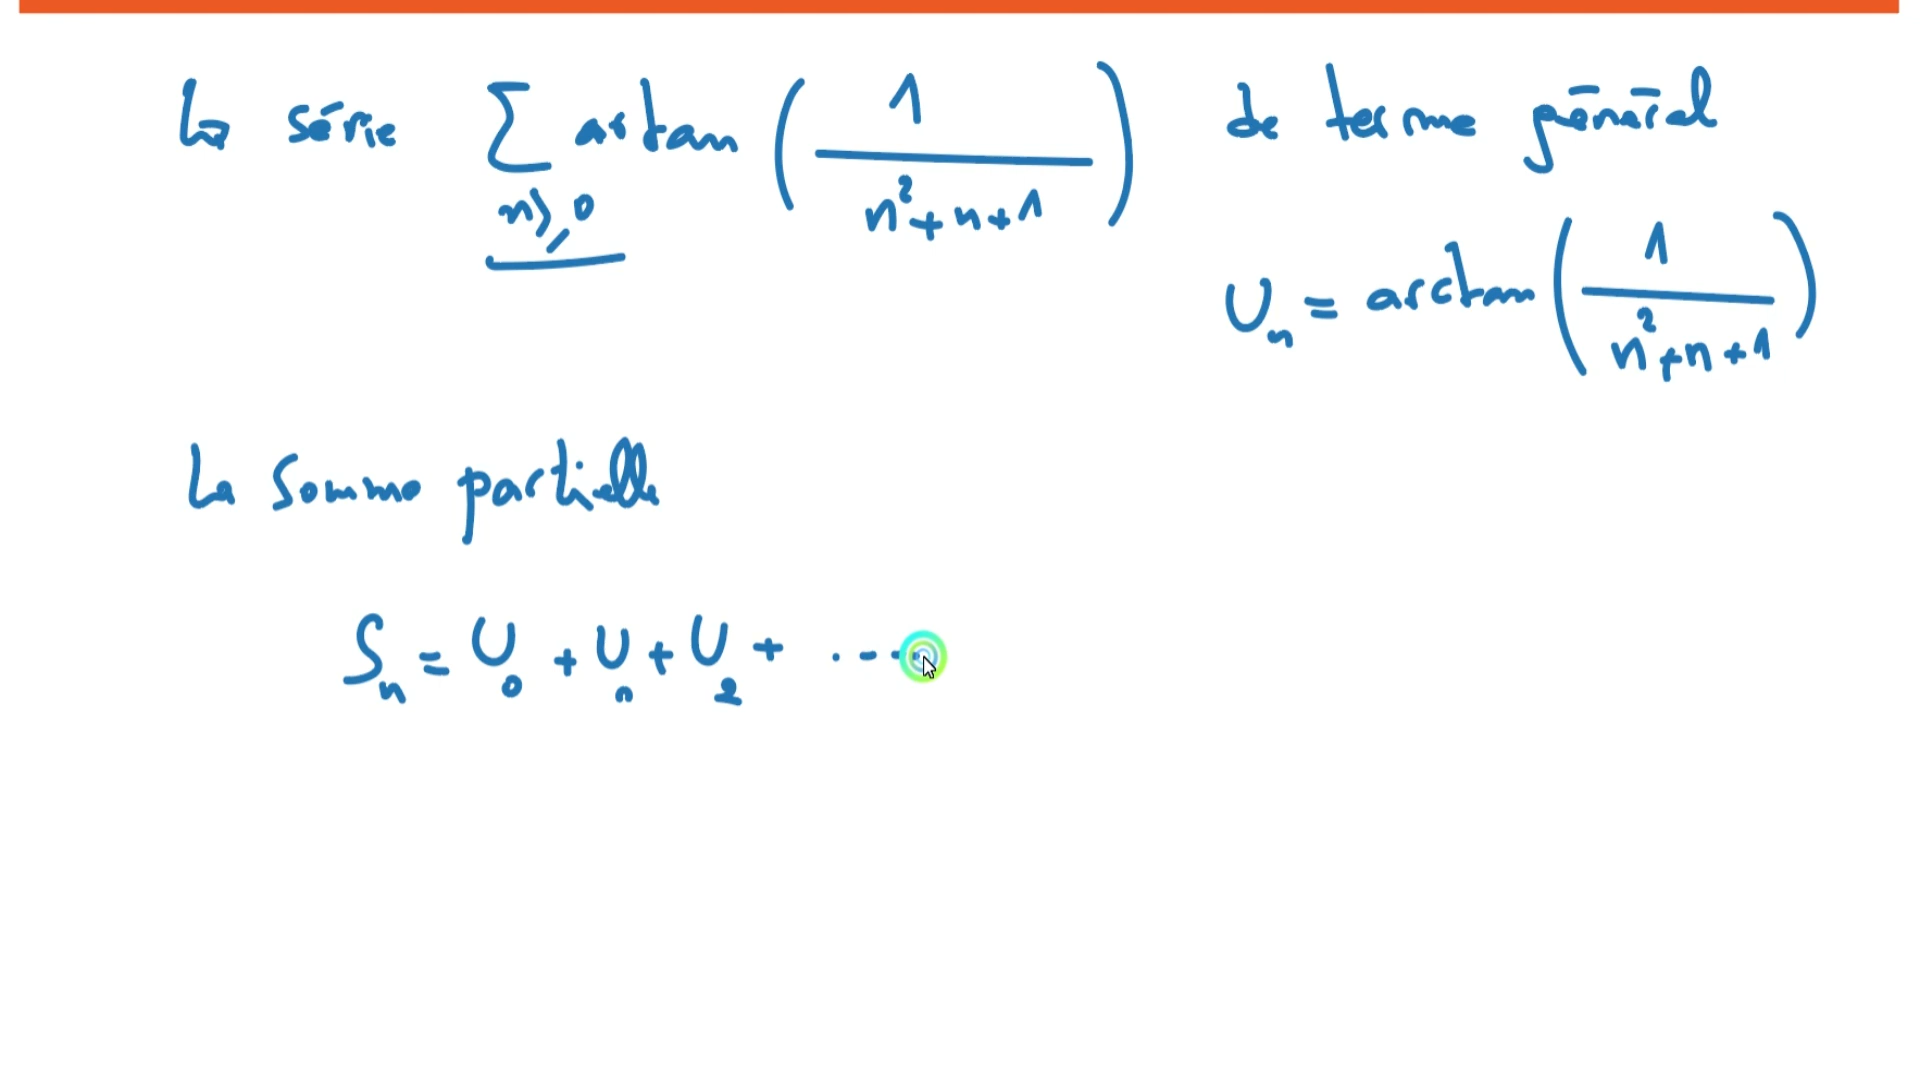 La série ∑ artan ( 1 / n²+n+1 ) de terme général
n⩾0
Uₙ = arctan ( 1 / n²+n+1 )
La Somme partielle
Sₙ = U₀ + U₁ + U₂ + ....